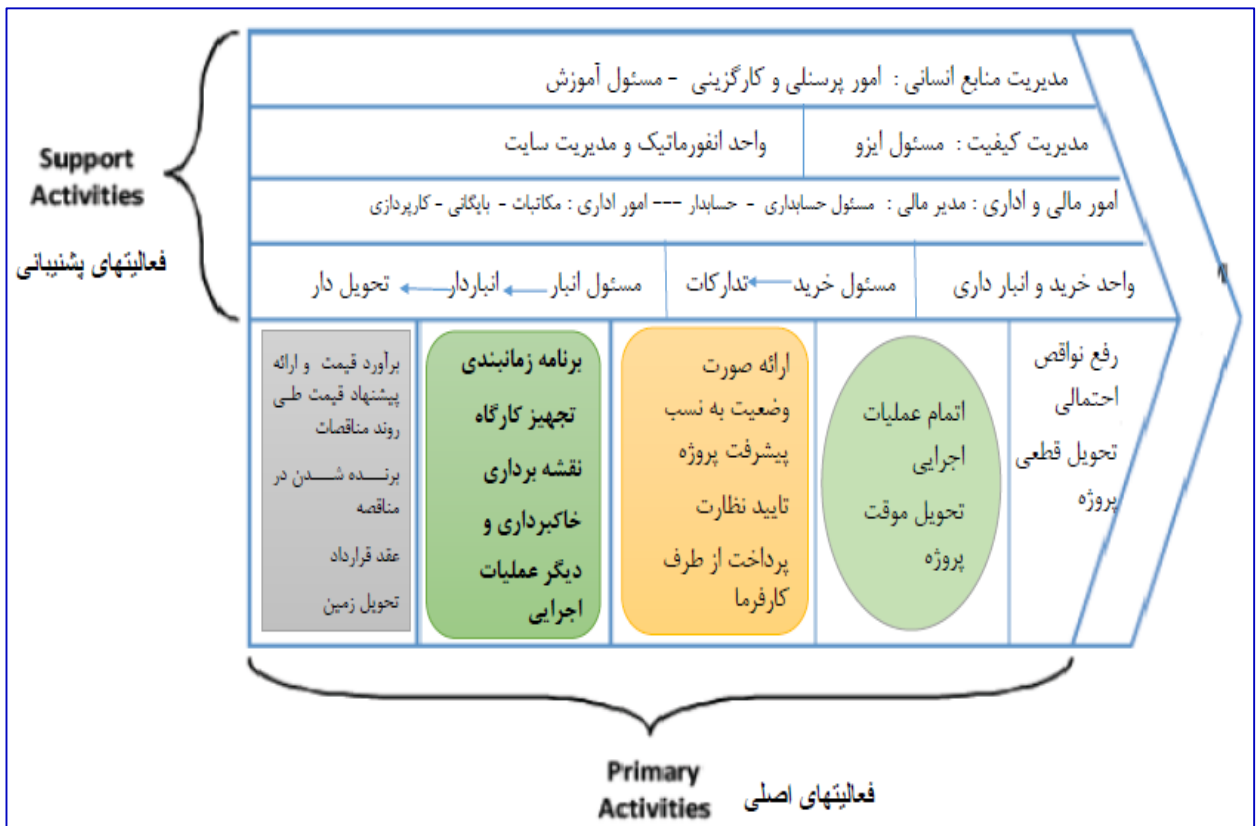 مدیریت منابع انسانی : امور پرسنلی و کارگزینی - مسئول آموزش
مدیریت کیفیت : مسئول ایزو
واحد انفورماتیک و مدیریت سایت
امور مالی و اداری : مدیر مالی : مسئول حسابداری - حسابدار --- امور اداری : مکاتبات - بایگانی - کارپردازی
واحد خرید و انبار داری
مسئول خرید
تدارکات
مسئول انبار
انباردار
تحویل دار
Support
Activities
فعالیتهای پشنیبانی
برآورد قیمت و ارائه
پیشنهاد قیمت طی
روند مناقصات
برنده شدن در
مناقصه
عقد قرارداد
تحویل زمین
برنامه زمانبندی
تجهیز کارگاه
نقشه برداری
خاکبرداری و
دیگر عملیات
اجرایی
ارائه صورت
وضعیت به نسب
پیشرفت پروژه
تایید نظارت
پرداخت از طرف
کارفرما
اتمام عملیات
اجرایی
تحویل موقت
پروژه
رفع نواقص
احتمالی
تحویل قطعی
پروژه
Primary
Activities
فعالیتهای اصلی